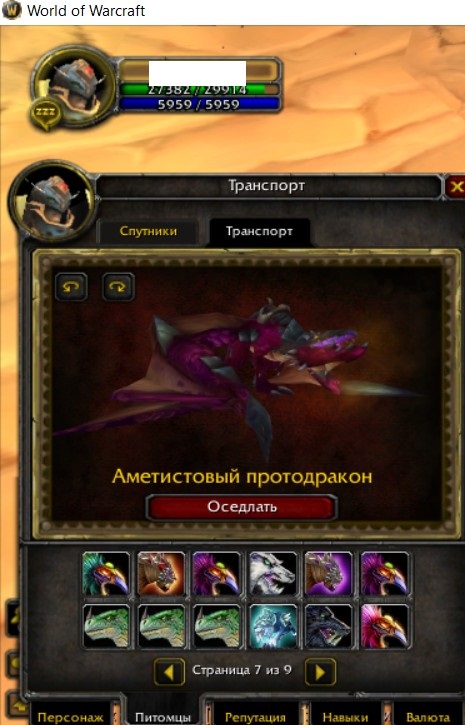 World of Warcraft
27382 / 29914
5959 / 5959
zzz
Транспорт
Спутники
Транспорт
Аметистовый протодракон
Оседлать
Страница 7 из 9
Персонаж
Питомцы
Репутация
Навыки
Валюта